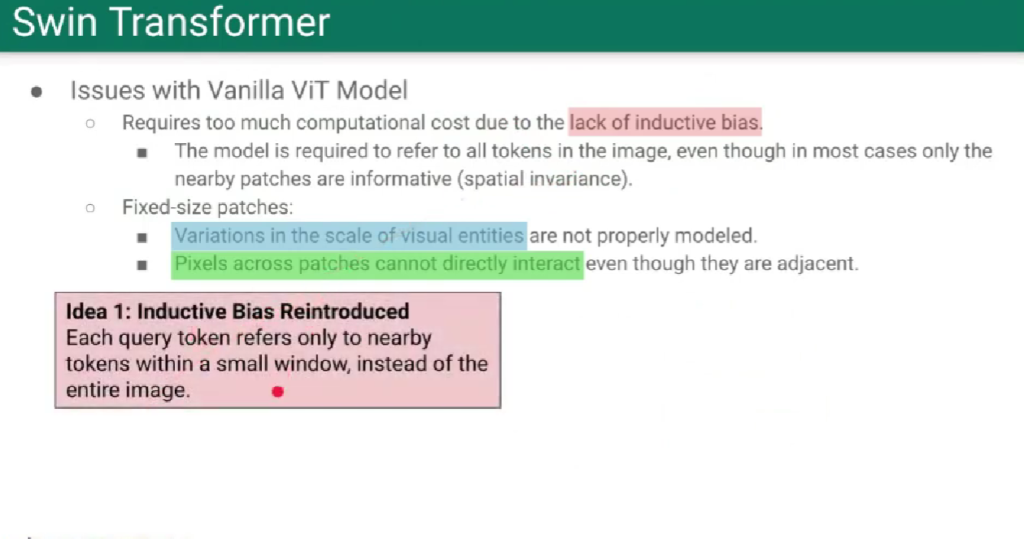 Swin Transformer
● Issues with Vanilla ViT Model
○ Requires too much computational cost due to the lack of inductive bias.
■ The model is required to refer to all tokens in the image, even though in most cases only the
nearby patches are informative (spatial invariance).
○ Fixed-size patches:
■ Variations in the scale of visual entities are not properly modeled.
■ Pixels across patches cannot directly interact even though they are adjacent.
Idea 1: Inductive Bias Reintroduced
Each query token refers only to nearby
tokens within a small window, instead of the
entire image.